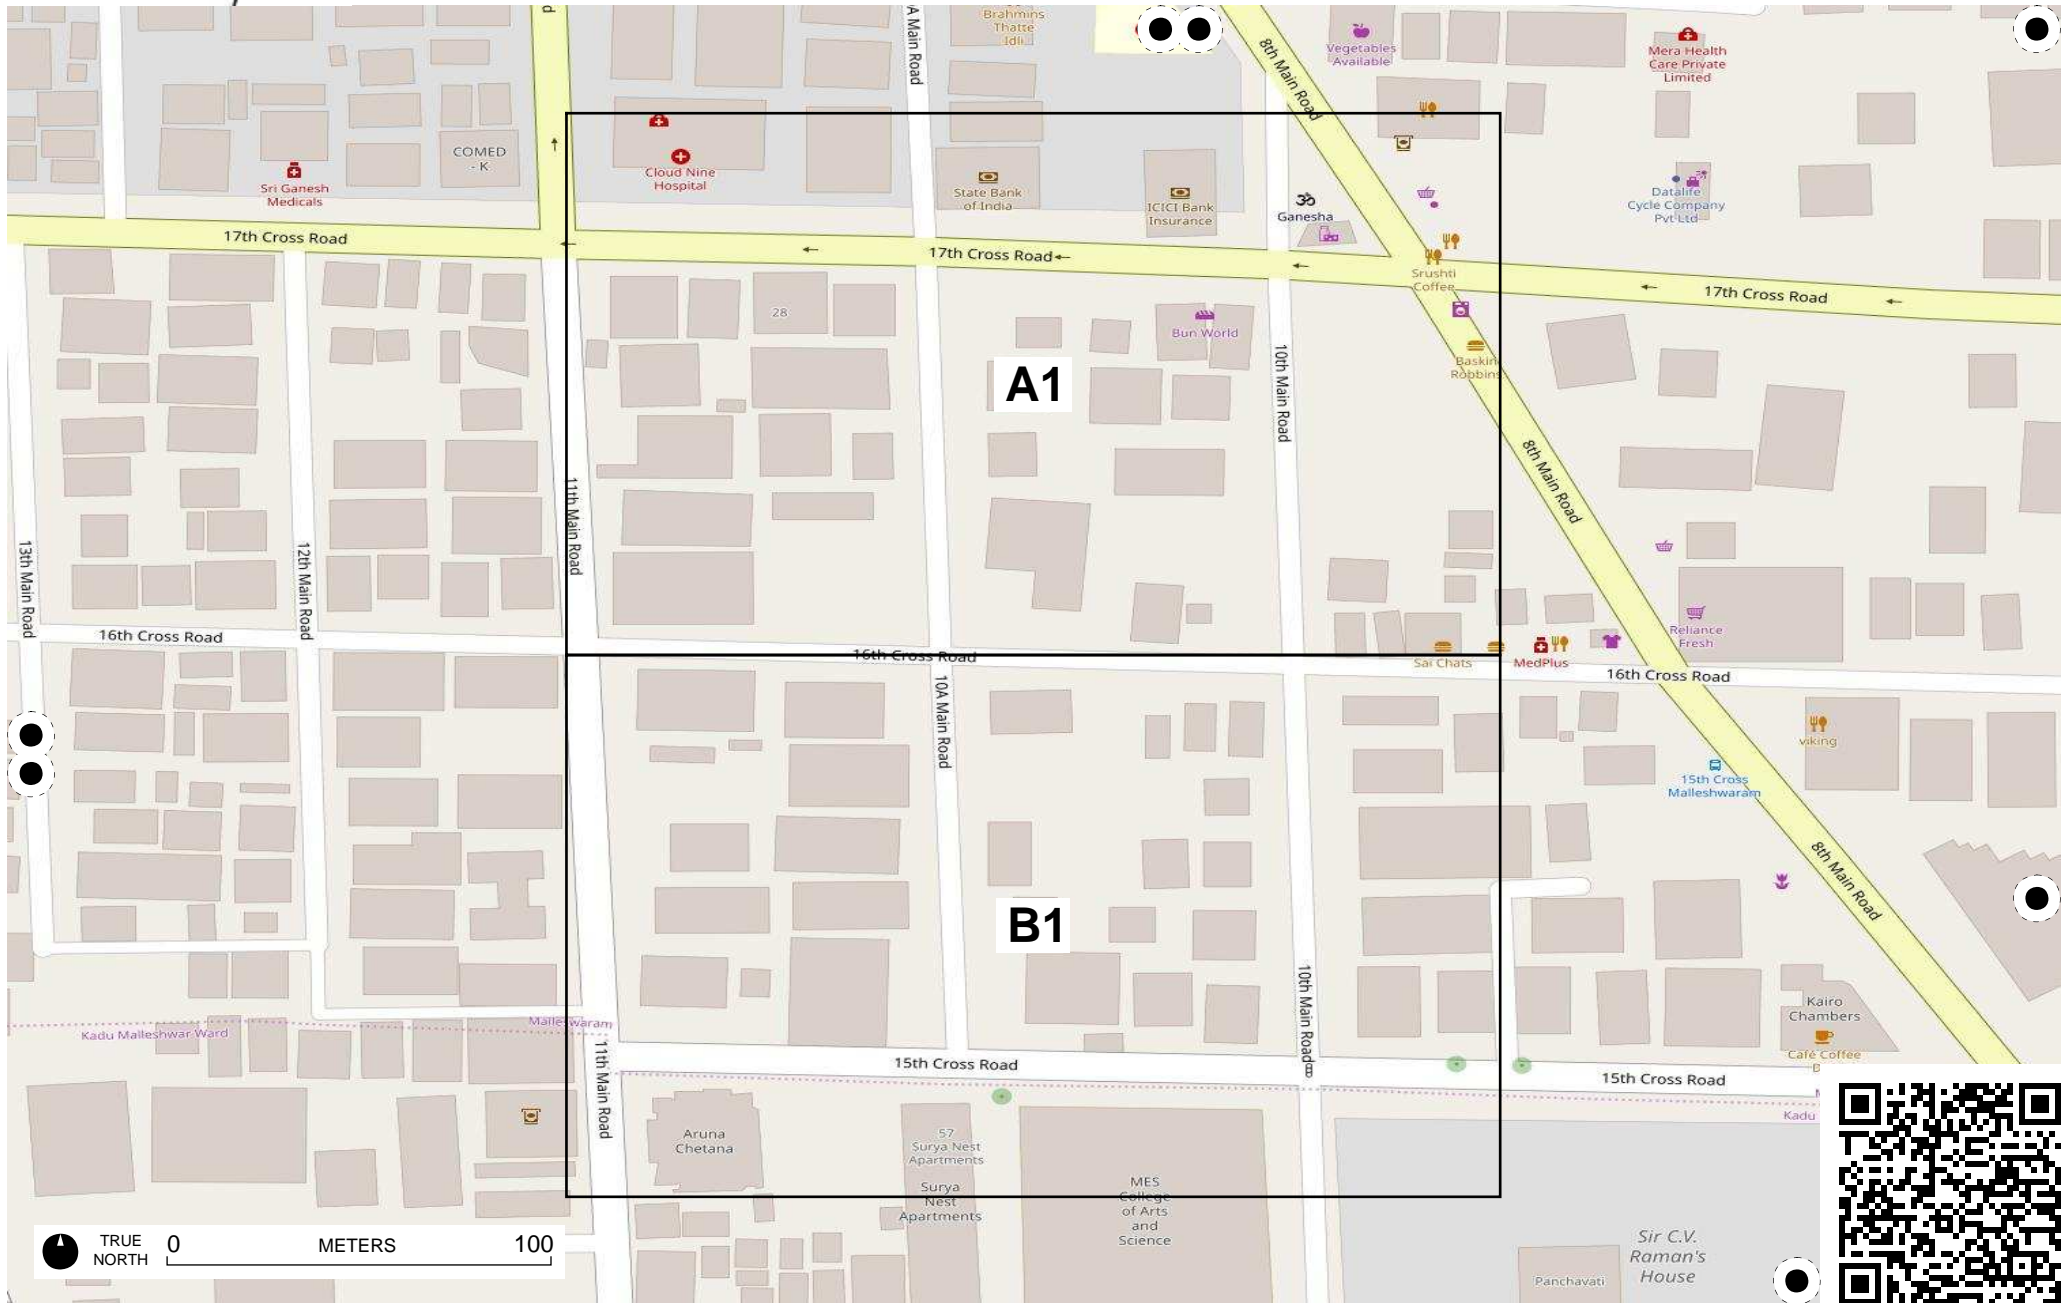 Brahmins
Thatte
Idli
A Main Road
8th Main Road
Vegetables
Available
Mera Health
Care Private
Limited
COMED
- K
Sri Ganesh
Medicals
Cloud Nine
Hospital
State Bank
of India
ICICI Bank
Insurance
Ganesha
Datalife
Cycle Company
Pvt Ltd
17th Cross Road
17th Cross Road
17th Cross Road
Srushti
Coffee
28
Bun World
Baskin
Robbins
A1
10th Main Road
8th Main Road
11th Main Road
13th Main Road
12th Main Road
16th Cross Road
16th Cross Road
Sai Chats
MedPlus
Reliance
Fresh
16th Cross Road
10A Main Road
viking
15th Cross
Malleshwaram
8th Main Road
B1
10th Main Road
Kairo
Chambers
Café Coffee
Kadu Malleshwar Ward
Malleswaram
11th Main Road
15th Cross Road
15th Cross Road
Kadu
Aruna
Chetana
57
Surya Nest
Apartments
Surya
Nest
Apartments
MES
College
of Arts
and
Science
Sir C.V.
Raman's
House
Panchavati
TRUE
NORTH
0 METERS 100